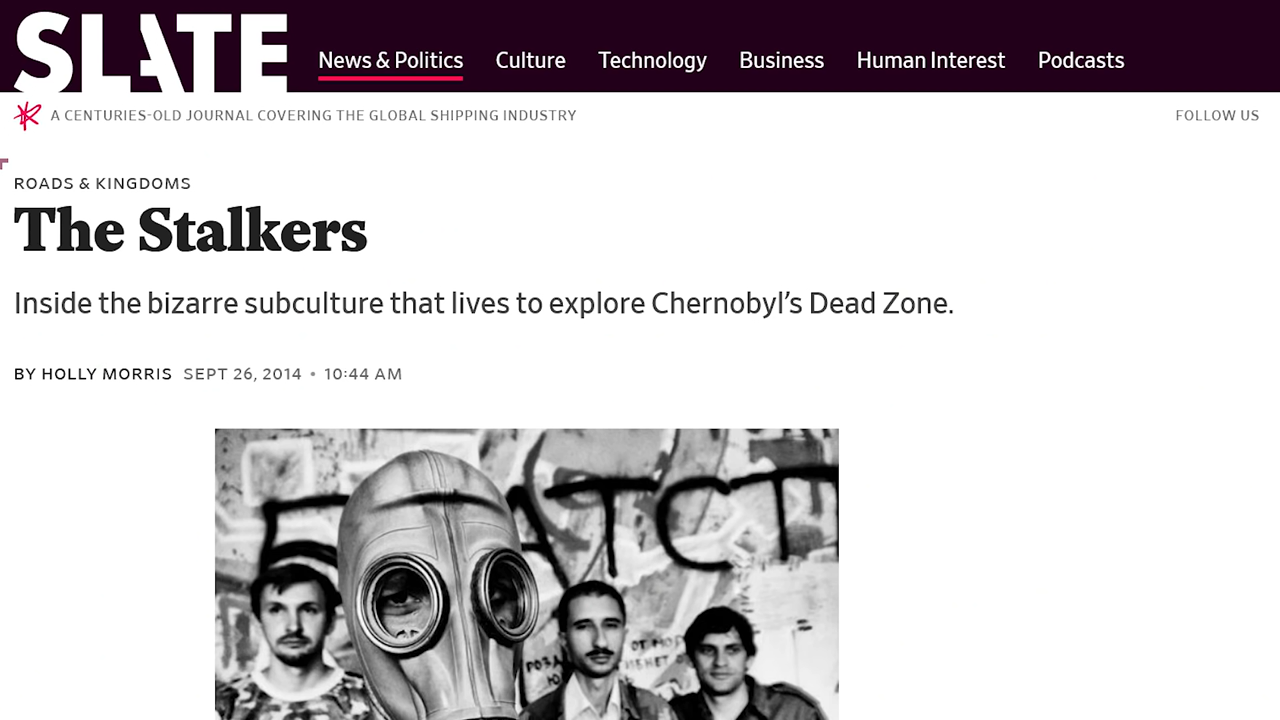 SLATE
News & Politics Culture Technology Business Human Interest Podcasts
A CENTURIES-OLD JOURNAL COVERING THE GLOBAL SHIPPING INDUSTRY
FOLLOW US
ROADS & KINGDOMS
The Stalkers
Inside the bizarre subculture that lives to explore Chernobyl’s Dead Zone.
BY HOLLY MORRIS SEPT 26, 2014 • 10:44 AM